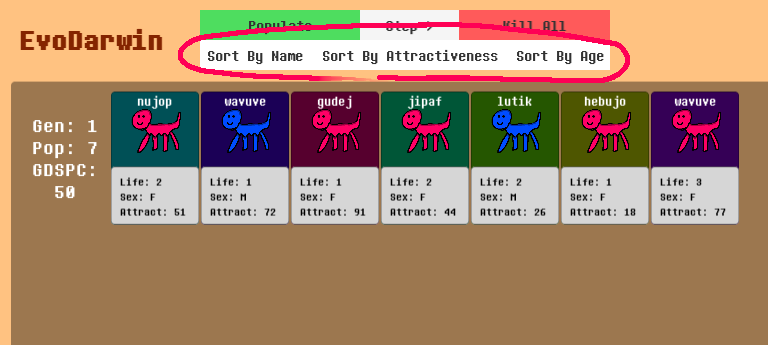 EvoDarwin
Populate Step > Kill All
Sort By Name Sort By Attractiveness Sort By Age
Gen: 1
Pop: 7
GDSPC:
50
nujop
Life: 2
Sex: F
Attract: 51
wavuve
Life: 1
Sex: M
Attract: 72
gudej
Life: 1
Sex: F
Attract: 91
jipaf
Life: 2
Sex: F
Attract: 44
lutik
Life: 2
Sex: M
Attract: 26
hebujo
Life: 1
Sex: F
Attract: 18
wavuve
Life: 3
Sex: F
Attract: 77